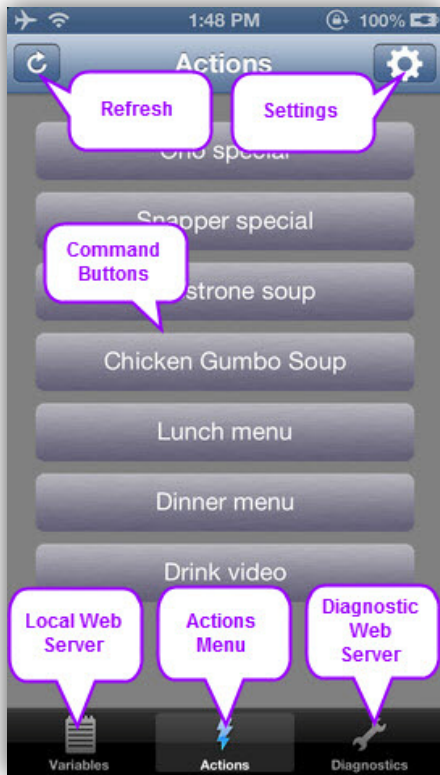 1:48 PM 100%
Actions
Refresh
Settings
Ono special
Snapper special
Command
Buttons
strone soup
Chicken Gumbo Soup
Lunch menu
Dinner menu
Drink video
Local Web
Server
Actions
Menu
Diagnostic
Web
Server
Variables
Actions
Diagnostics